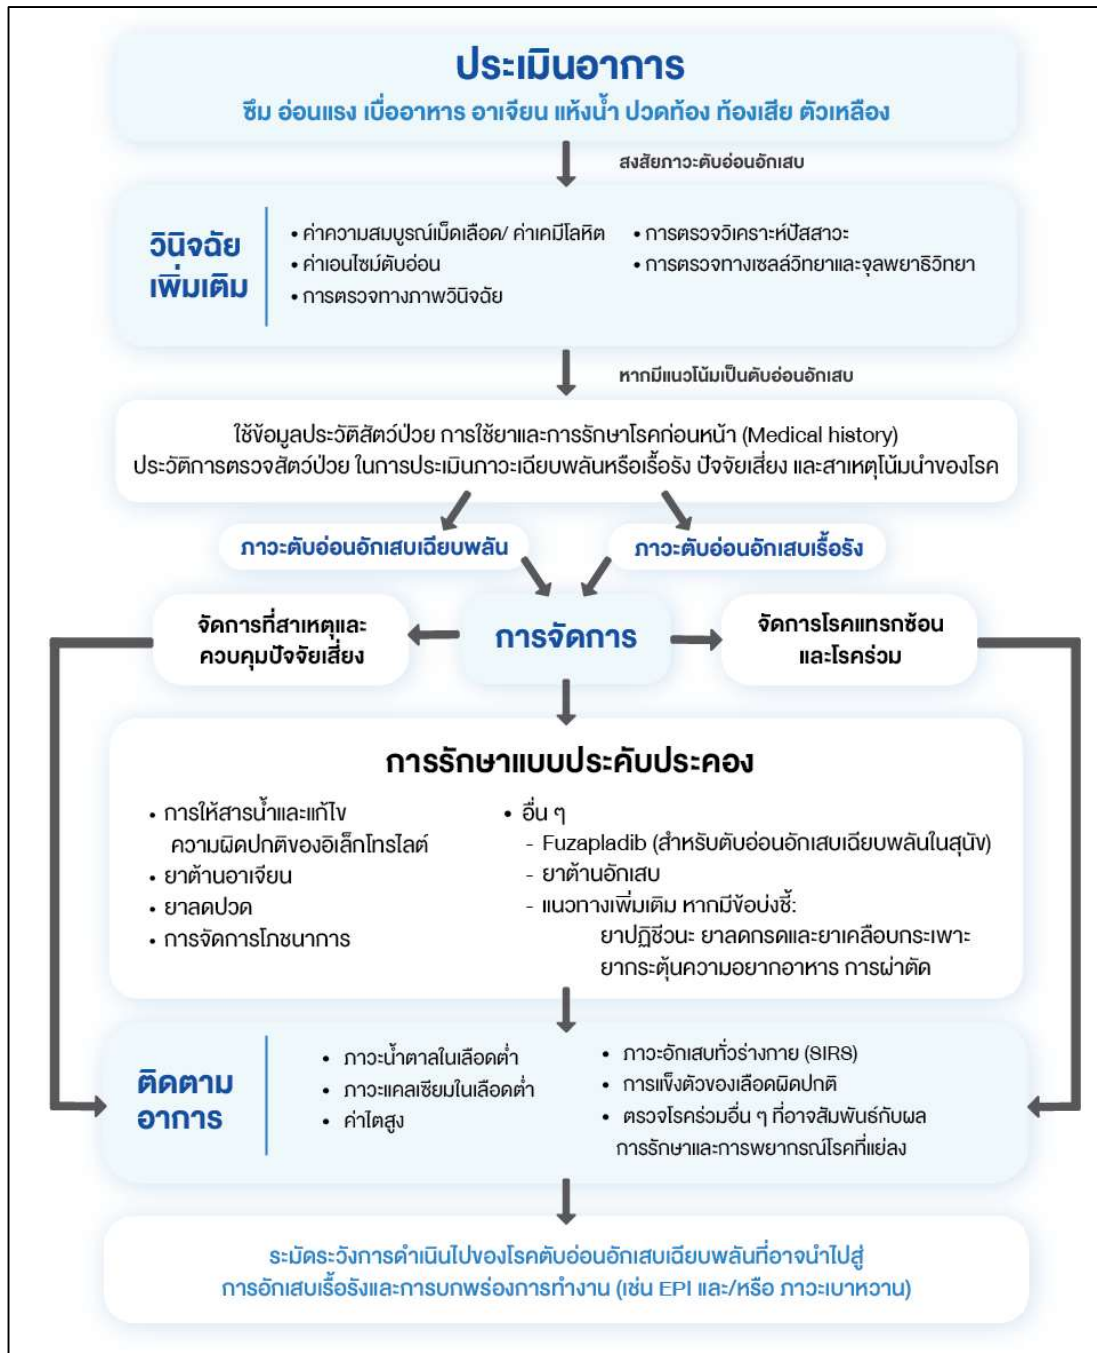 ประเมินอาการ
ซึม อ่อนแรง เบื่ออาหาร อาเจียน แห้งน้ำ ปวดท้อง ท้องเสีย ตัวเหลือง
สงสัยภาวะตับอ่อนอักเสบ
วินิจฉัย
เพิ่มเติม
• ค่าความสมบูรณ์เม็ดเลือด/ ค่าเคมีโลหิต
• ค่าเอนไซม์ตับอ่อน
• การตรวจทางภาพวินิจฉัย
• การตรวจวิเคราะห์ปัสสาวะ
• การตรวจทางเซลล์วิทยาและจุลพยาธิวิทยา
หากมีแนวโน้มเป็นตับอ่อนอักเสบ
ใช้ข้อมูลประวัติสัตว์ป่วย การใช้ยาและการรักษาโรคก่อนหน้า (Medical history)
ประวัติการตรวจสัตว์ป่วย ในการประเมินภาวะเฉียบพลันหรือเรื้อรัง ปัจจัยเสี่ยง และสาเหตุโน้มนำของโรค
ภาวะตับอ่อนอักเสบเฉียบพลัน
ภาวะตับอ่อนอักเสบเรื้อรัง
จัดการที่สาเหตุและ
ควบคุมปัจจัยเสี่ยง
การจัดการ
จัดการโรคแทรกซ้อน
และโรคร่วม
การรักษาแบบประคับประคอง
• การให้สารน้ำและแก้ไข
ความผิดปกติของอิเล็กโทรไลต์
• ยาต้านอาเจียน
• ยาลดปวด
• การจัดการโภชนาการ
• อื่น ๆ
- Fuzapladib (สำหรับตับอ่อนอักเสบเฉียบพลันในสุนัข)
- ยาต้านอักเสบ
- แนวทางเพิ่มเติม หากมีข้อบ่งชี้:
ยาปฏิชีวนะ ยาลดกรดและยาเคลือบกระเพาะ
ยากระตุ้นความอยากอาหาร การผ่าตัด
ติดตาม
อาการ
• ภาวะน้ำตาลในเลือดต่ำ
• ภาวะแคลเซียมในเลือดต่ำ
• ค่าไตสูง
• ภาวะอักเสบทั่วร่างกาย (SIRS)
• การแข็งตัวของเลือดผิดปกติ
• ตรวจโรคร่วมอื่น ๆ ที่อาจสัมพันธ์กับผล
การรักษาและการพยากรณ์โรคที่แย่ลง
ระมัดระวังการดำเนินไปของโรคตับอ่อนอักเสบเฉียบพลันที่อาจนำไปสู่
การอักเสบเรื้อรังและการบกพร่องการทำงาน (เช่น EPI และ/หรือ ภาวะเบาหวาน)